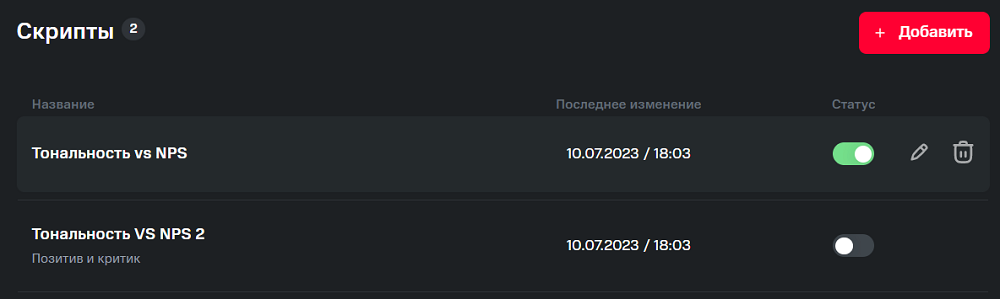 Скрипты 2
+ Добавить
Название Последнее изменение Статус
Тональность vs NPS 10.07.2023 / 18:03
Тональность VS NPS 2 10.07.2023 / 18:03
Позитив и критик